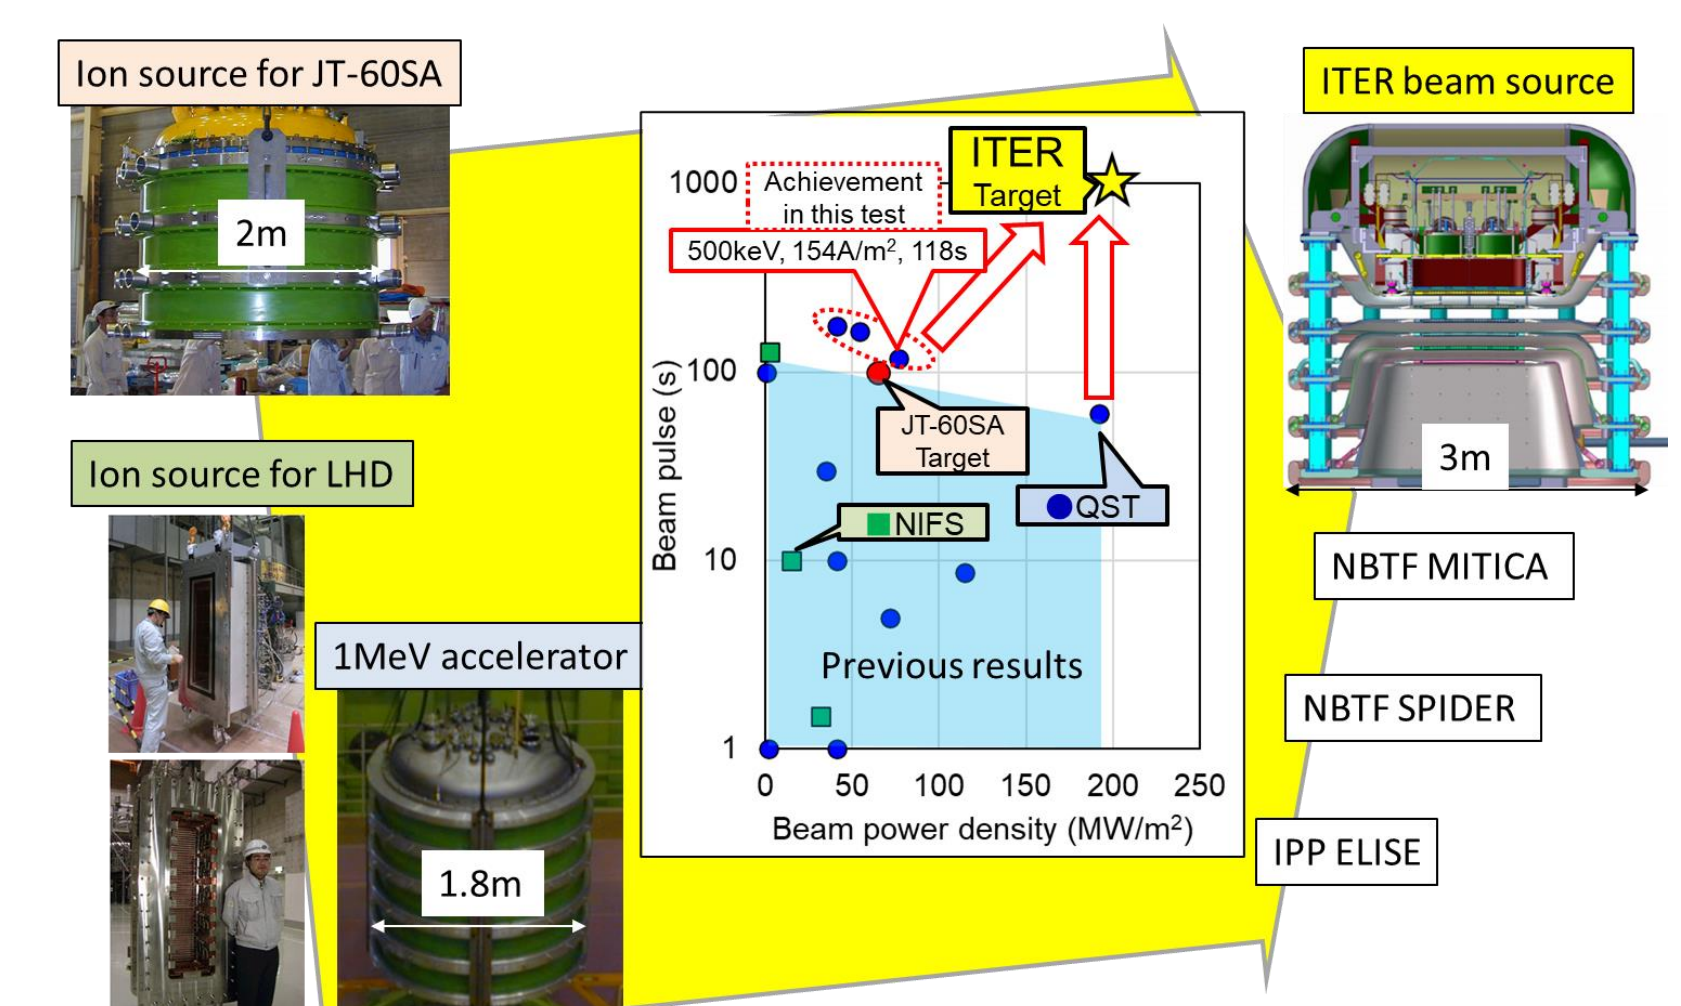 Ion source for JT-60SA
2m
Ion source for LHD
1MeV accelerator
1.8m
ITER
Target
Achievement
in this test
500keV, 154A/m², 118s
1000
100
10
1
Beam pulse (s)
JT-60SA
Target
NIFS
QST
Previous results
0 50 100 150 200 250
Beam power density (MW/m²)
ITER beam source
3m
NBTF MITICA
NBTF SPIDER
IPP ELISE